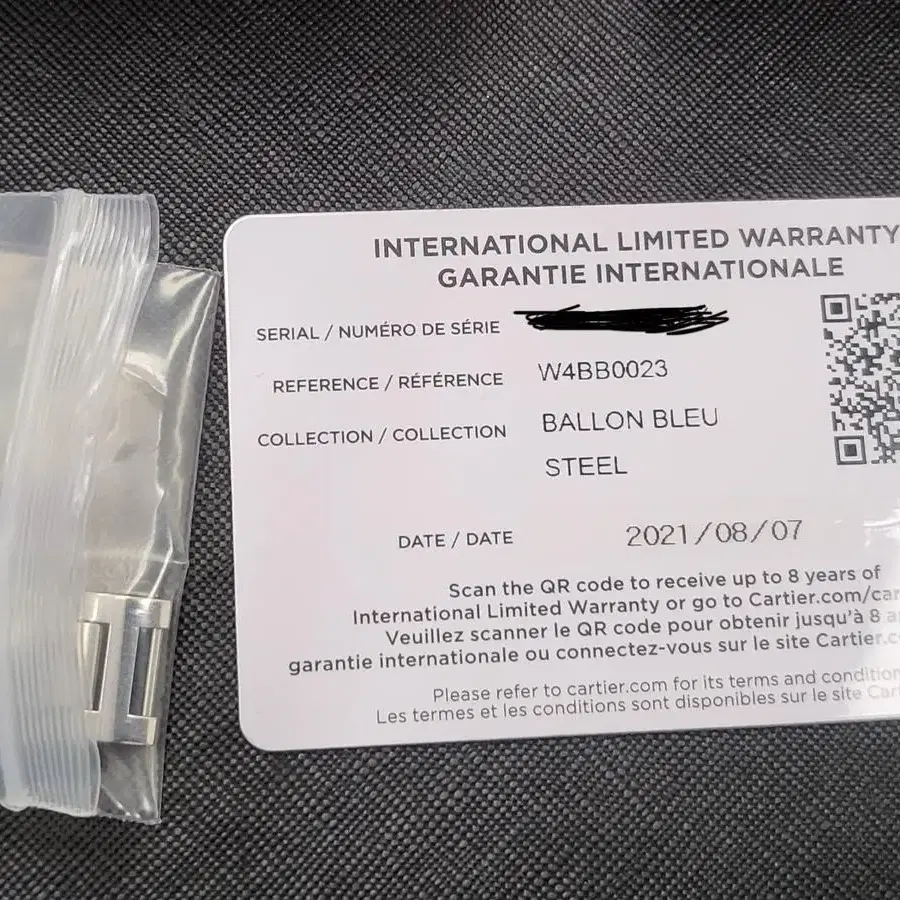 INTERNATIONAL LIMITED WARRANTY
GARANTIE INTERNATIONALE
SERIAL / NUMÉRO DE SÉRIE
REFERENCE / RÉFÉRENCE W4BB0023
COLLECTION / COLLECTION BALLON BLEU
STEEL
DATE / DATE 2021/08/07
Scan the QR code to receive up to 8 years of
International Limited Warranty or go to Cartier.com/car
Veuillez scanner le QR code pour obtenir jusqu'à 8
garantie internationale ou connectez-vous sur le site Cartier.c
Please refer to cartier.com for its terms and condition
Les termes et les conditions sont disponibles sur le site Car